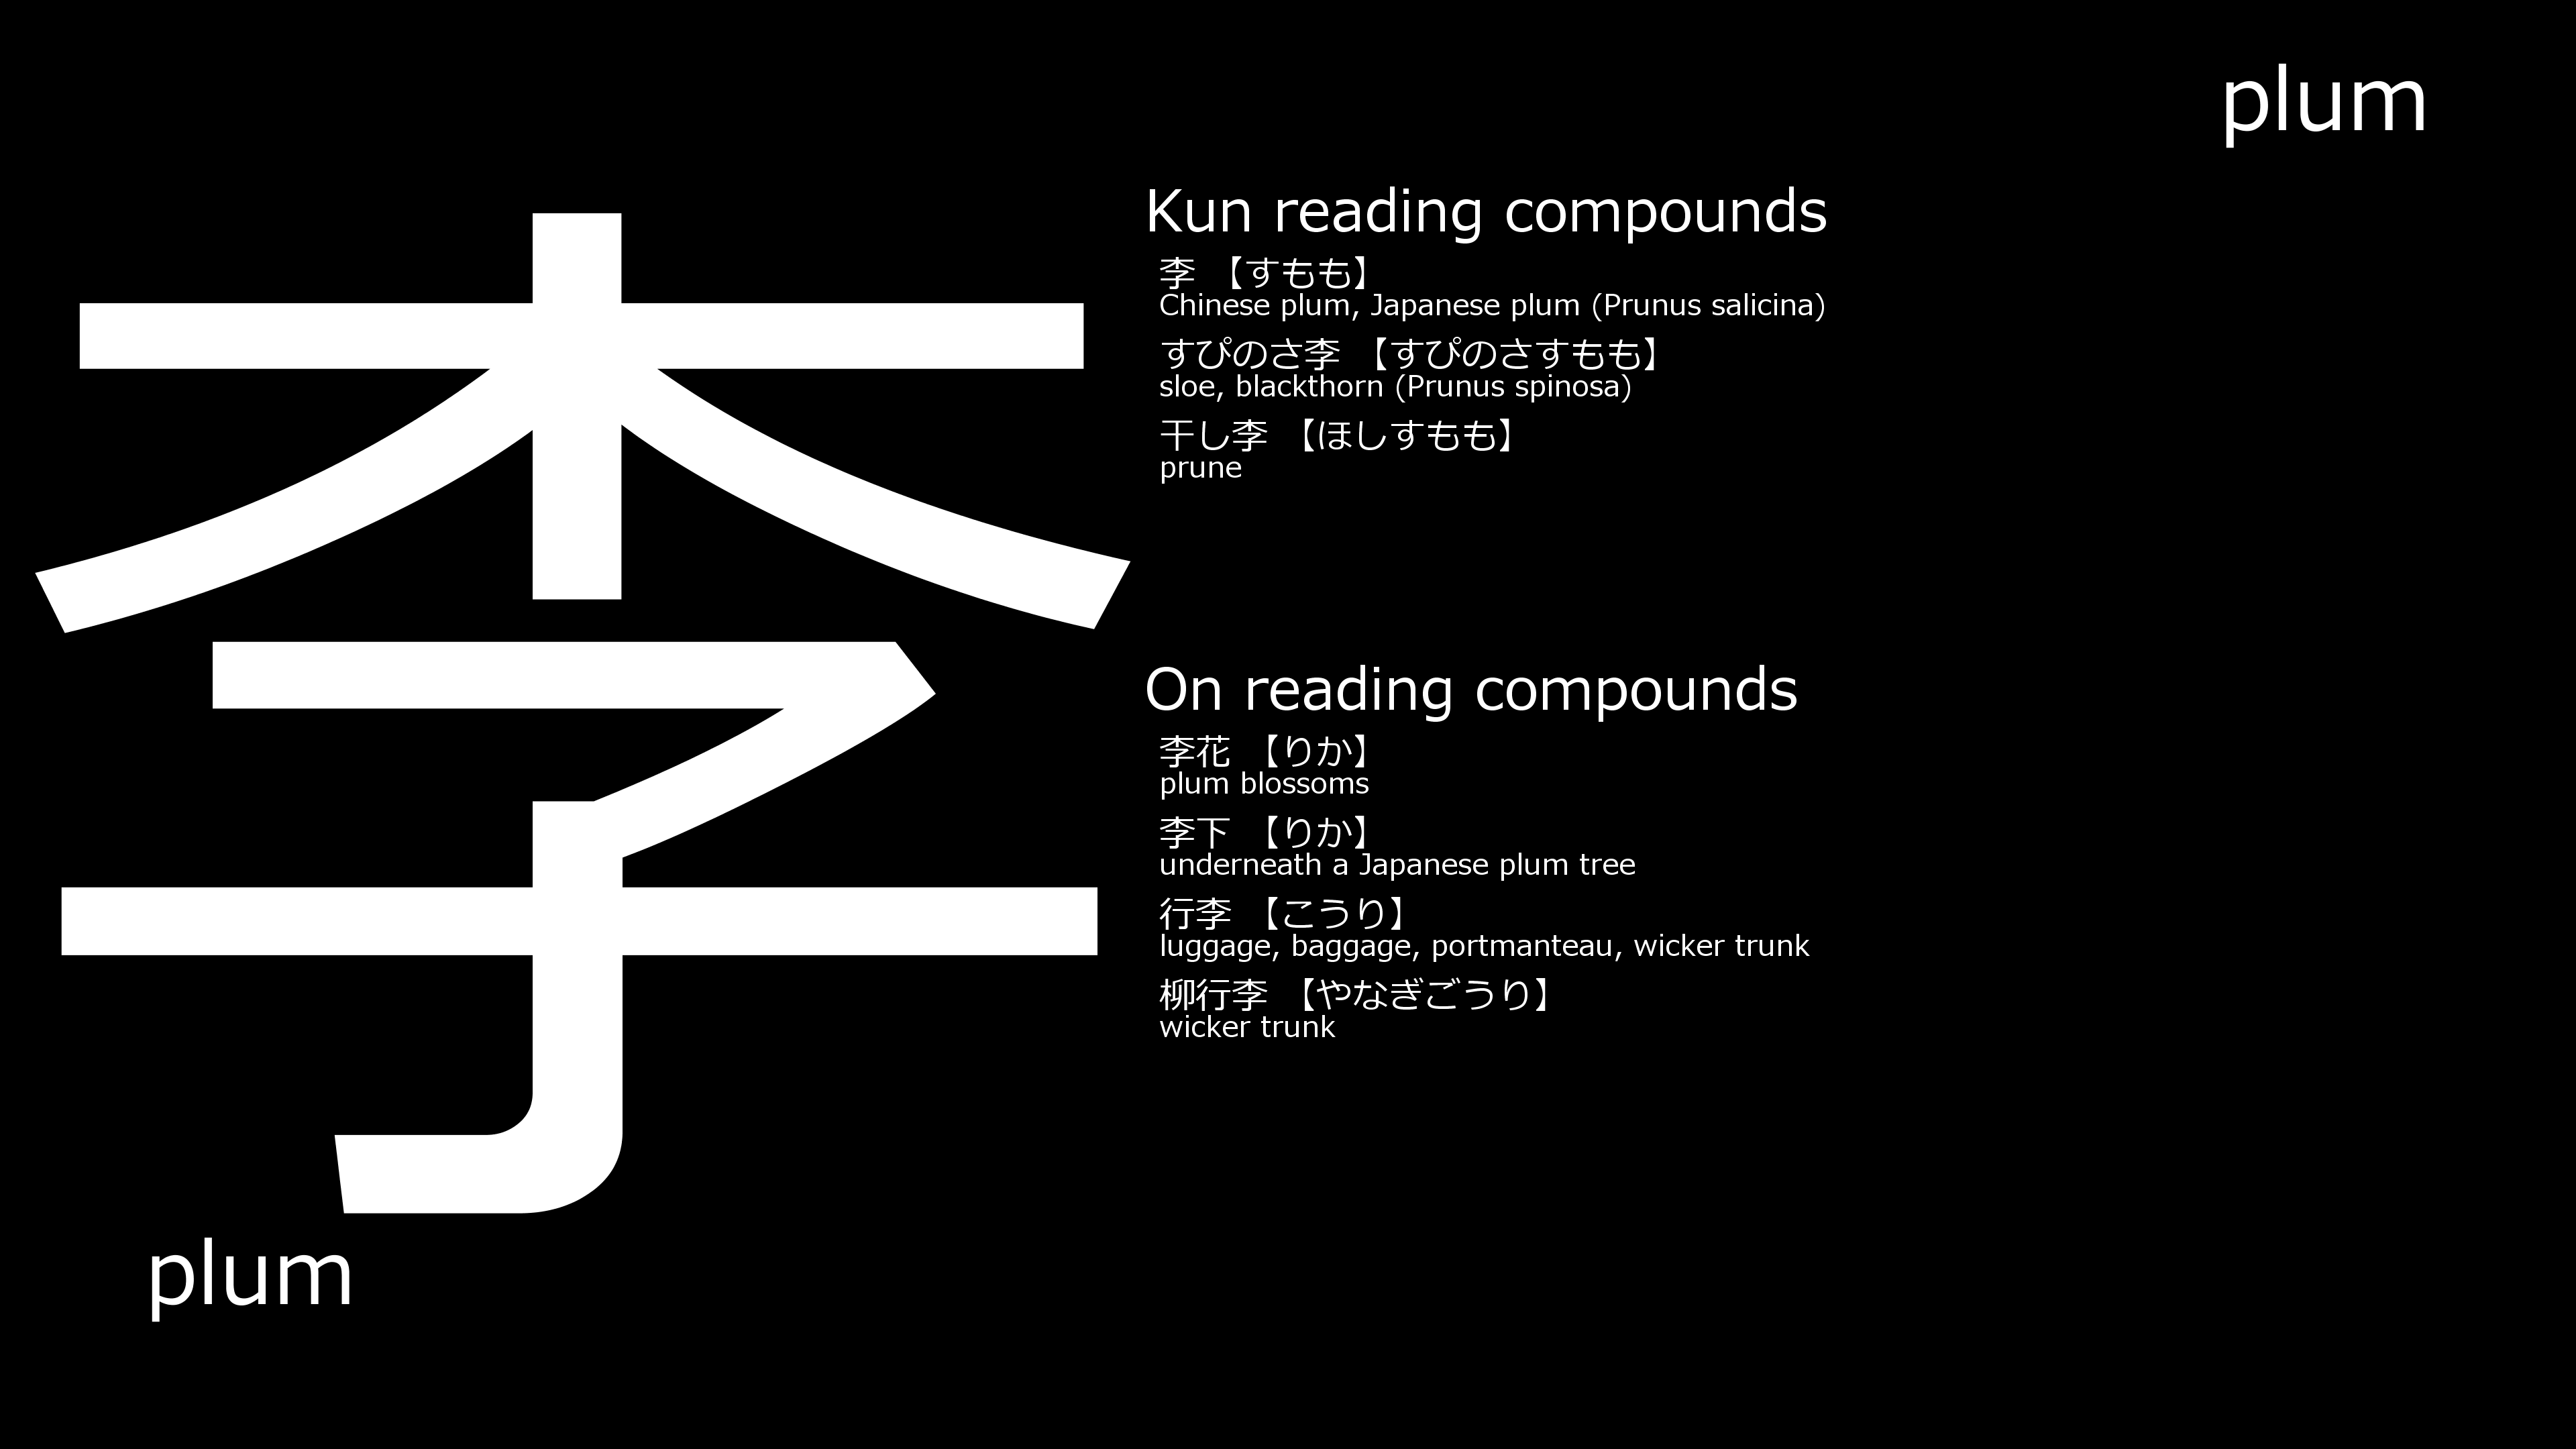 plum
李
Kun reading compounds
李 【すもも】
Chinese plum, Japanese plum (Prunus salicina)
すぴのさ李 【すぴのさすもも】
sloe, blackthorn (Prunus spinosa)
干し李 【ほしすもも】
prune
On reading compounds
李花 【りか】
plum blossoms
李下 【りか】
underneath a Japanese plum tree
行李 【こうり】
luggage, baggage, portmanteau, wicker trunk
柳行李 【やなぎごうり】
wicker trunk
plum